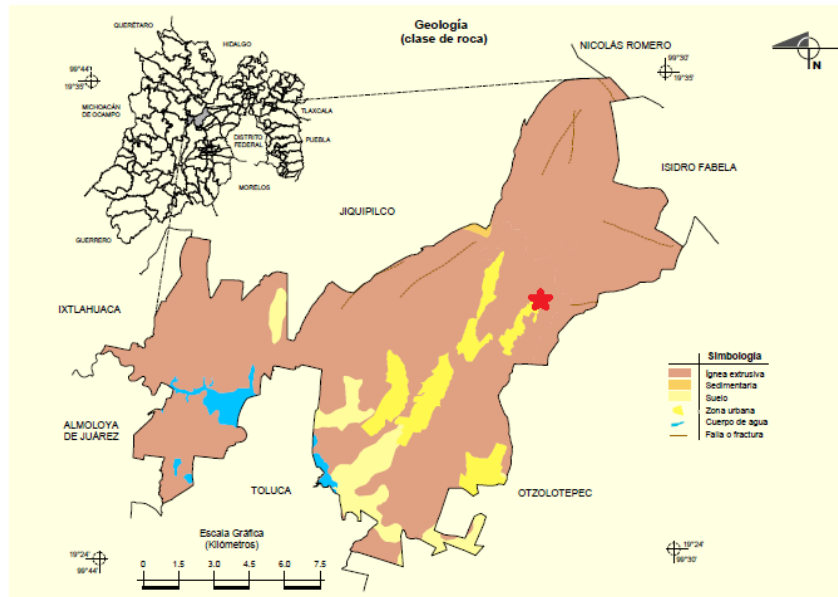 Geología
(clase de roca)
QUERÉTARO
HIDALGO
MICHOACÁN
DE OCAMPO
TLAXCALA
DISTRITO
FEDERAL
PUEBLA
MORELOS
GUERRERO
99°44'
19°35'
NICOLÁS ROMERO
99°30'
19°35'
N
ISIDRO FABELA
JIQUIPILCO
IXTLAHUACA
ALMOLOYA
DE JUÁREZ
TOLUCA
OTZOLOTEPEC
Simbología
Ígnea extrusiva
Sedimentaria
Suelo
Zona urbana
Cuerpo de agua
Falla o fractura
Escala Gráfica
(Kilómetros)
0 1.5 3.0 4.5 6.0 7.5
19°24'
99°44'
19°24'
99°30'